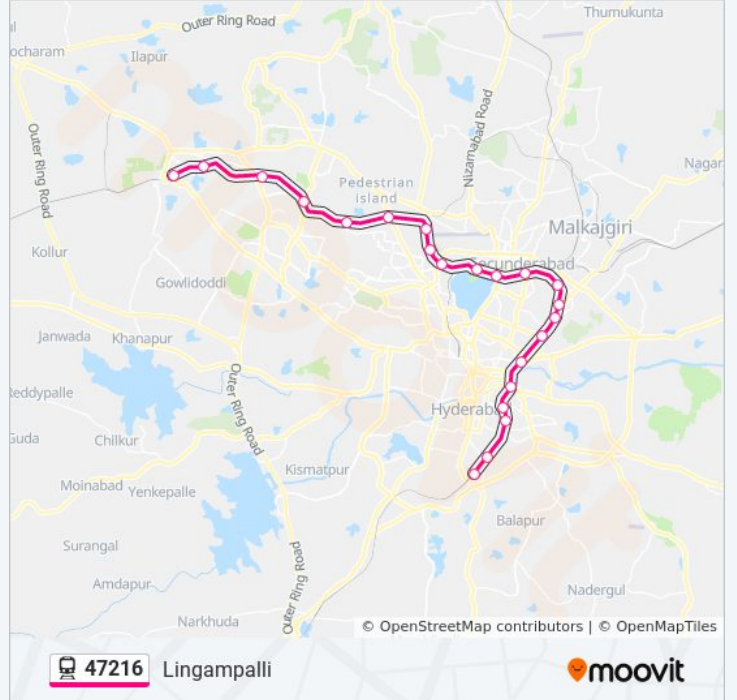 Thumukunta
Outer Ring Road
ocharam
Ilapur
Outer Ring Road
Nizamabad Road
Nagar
Pedestrian
island
Malkajgiri
Kollur
Secunderabad
Gowlidoddi
Janwada
Khanapur
Outer Ring Road
Reddypalle
Hyderabad
Guda
Chilkur
Kismatpur
Moinabad
Yenkepalle
Balapur
Surangal
Outer Ring Road
Amdapur
Nadergul
Narkhuda
© OpenStreetMap contributors | © OpenMapTiles
47216 Lingampalli
moovit